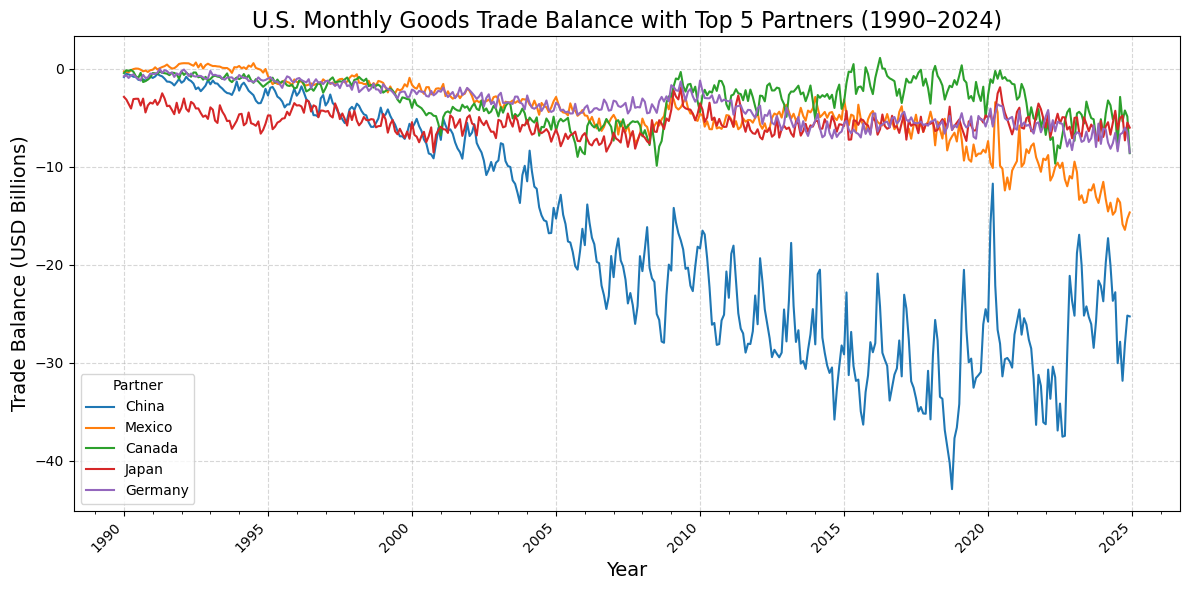 U.S. Monthly Goods Trade Balance with Top 5 Partners (1990–2024)
Trade Balance (USD Billions)
0
−10
−20
−30
−40
Partner
China
Mexico
Canada
Japan
Germany
1990
1995
2000
2005
2010
2015
2020
2025
Year